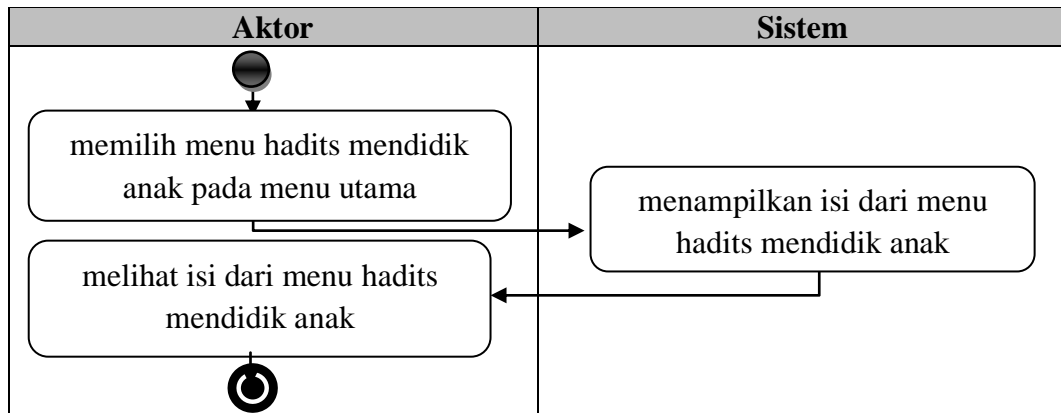 Aktor
Sistem
memilih menu hadits mendidik
anak pada menu utama
menampilkan isi dari menu
hadits mendidik anak
melihat isi dari menu hadits
mendidik anak